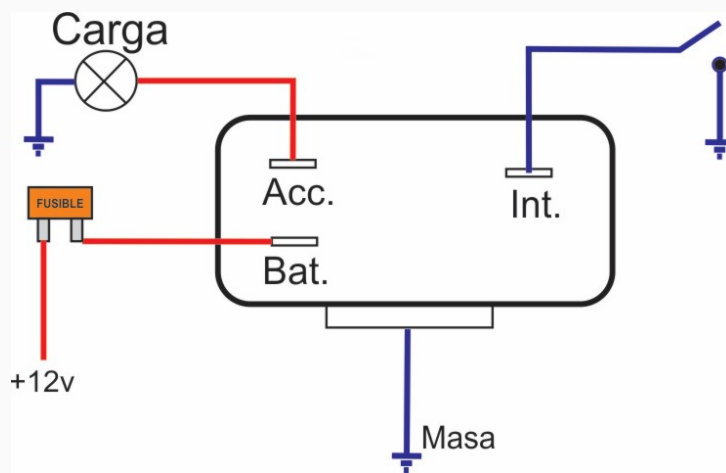 Carga
FUSIBLE
Acc.
Int.
Bat.
+12v
Masa